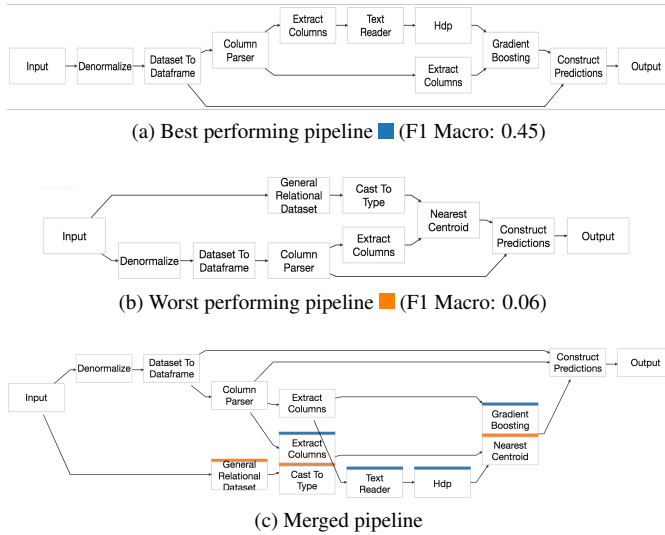 Extract
Columns
Text
Reader
Hdp
Column
Parser
Gradient
Boosting
Input
Denormalize
Dataset To
Dataframe
Extract
Columns
Construct
Predictions
Output
(a) Best performing pipeline (F1 Macro: 0.45)
General
Relational
Dataset
Cast To
Type
Nearest
Centroid
Input
Extract
Columns
Construct
Predictions
Output
Denormalize
Dataset To
Dataframe
Column
Parser
(b) Worst performing pipeline (F1 Macro: 0.06)
Denormalize
Dataset To
Dataframe
Construct
Predictions
Output
Input
Column
Parser
Extract
Columns
Gradient
Boosting
Extract
Columns
Nearest
Centroid
General
Relational
Dataset
Cast To
Type
Text
Reader
Hdp
(c) Merged pipeline